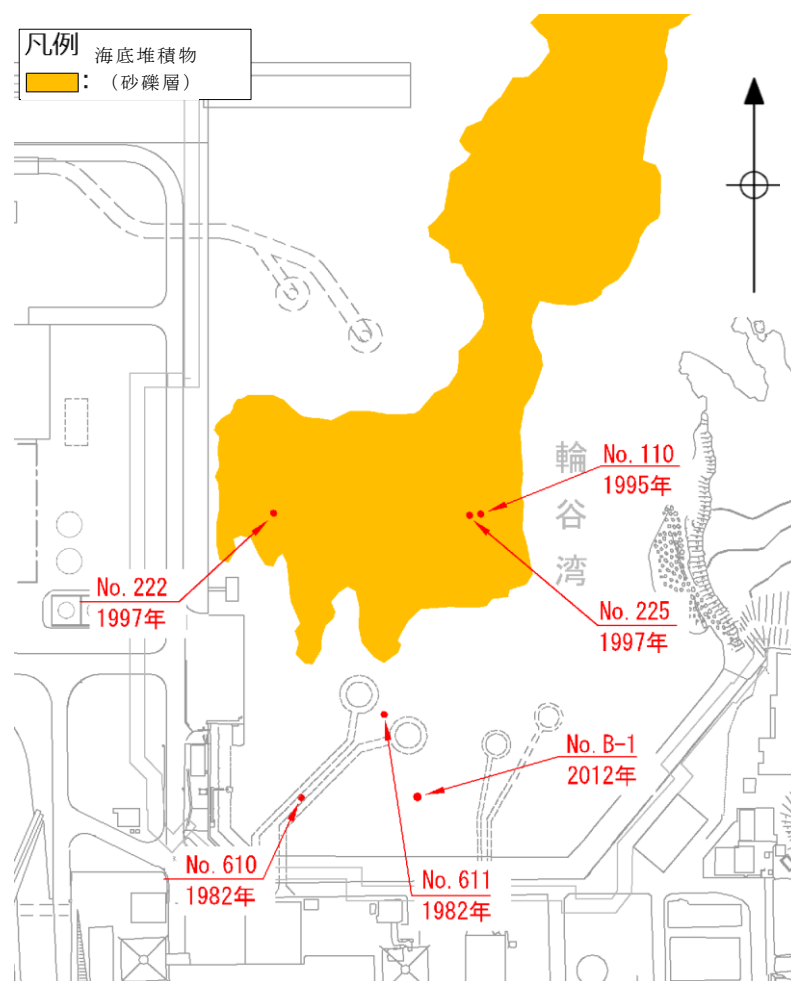 凡例
海底堆積物
： （砂礫層）
輪谷湾
No. 110
1995年
No. 222
1997年
No. 225
1997年
No. B-1
2012年
No. 610
1982年
No. 611
1982年